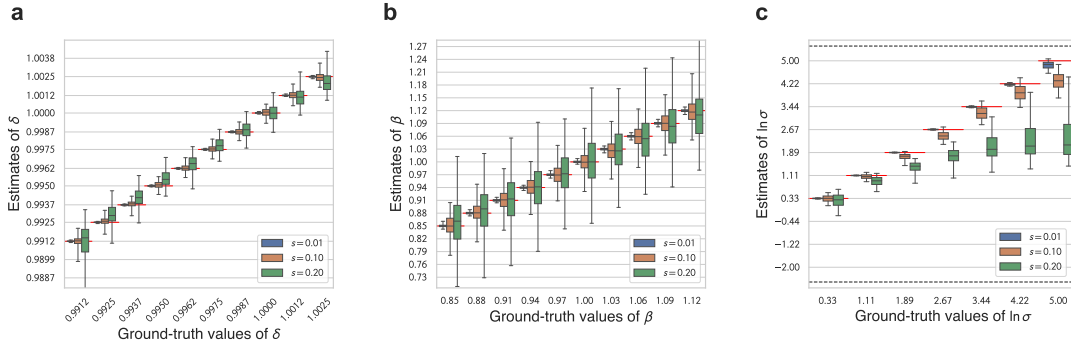 a
Estimates of δ
1.0038
1.0025
1.0012
1.0000
0.9987
0.9975
0.9962
0.9950
0.9937
0.9925
0.9912
0.9899
0.9887
s = 0.01
s = 0.10
s = 0.20
0.9912 0.9925 0.9937 0.9950 0.9962 0.9975 0.9987 1.0000 1.0012 1.0025
Ground-truth values of δ
b
Estimates of β
1.27
1.24
1.21
1.18
1.15
1.12
1.09
1.06
1.03
1.00
0.97
0.94
0.91
0.88
0.85
0.82
0.79
0.76
0.73
s = 0.01
s = 0.10
s = 0.20
0.85 0.88 0.91 0.94 0.97 1.00 1.03 1.06 1.09 1.12
Ground-truth values of β
c
Estimates of ln σ
5.00
4.22
3.44
2.67
1.89
1.11
0.33
−0.44
−1.22
−2.00
s = 0.01
s = 0.10
s = 0.20
0.33 1.11 1.89 2.67 3.44 4.22 5.00
Ground-truth values of ln σ